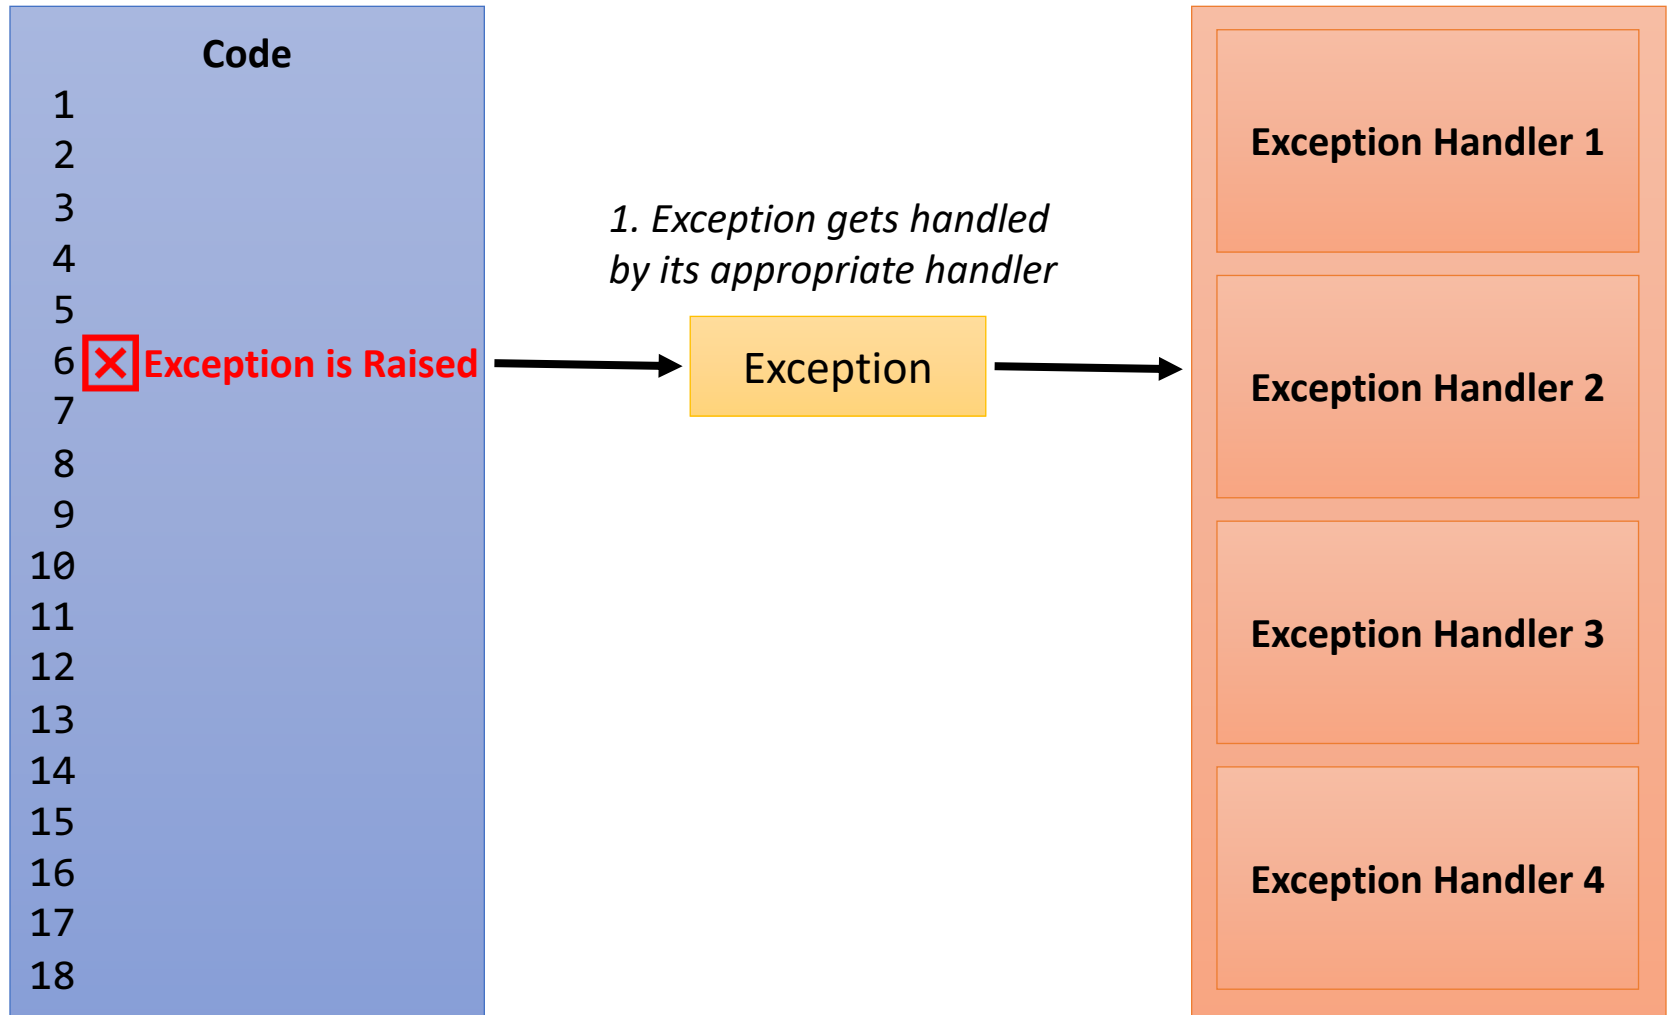 Code
1
2
3
4
5
6 Exception is Raised
7
8
9
10
11
12
13
14
15
16
17
18
1. Exception gets handled
by its appropriate handler
Exception
Exception Handler 1
Exception Handler 2
Exception Handler 3
Exception Handler 4